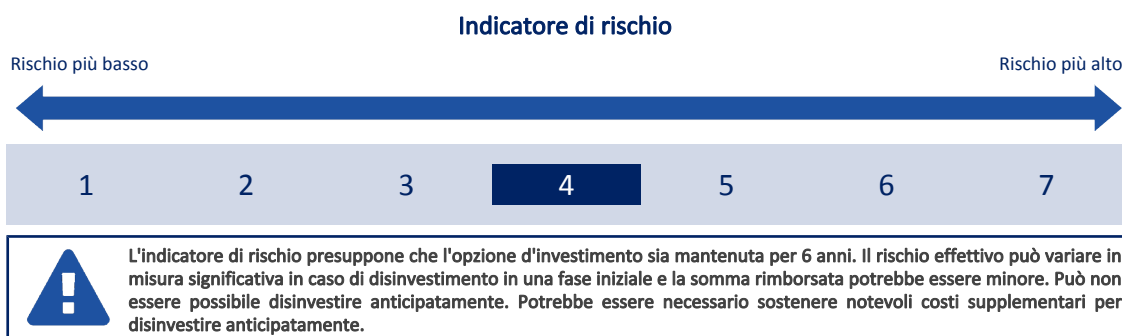 Indicatore di rischio
Rischio più basso
Rischio più alto
1 2 3 4 5 6 7
L'indicatore di rischio presuppone che l'opzione d'investimento sia mantenuta per 6 anni. Il rischio effettivo può variare in
misura significativa in caso di disinvestimento in una fase iniziale e la somma rimborsata potrebbe essere minore. Può non
essere possibile disinvestire anticipatamente. Potrebbe essere necessario sostenere notevoli costi supplementari per
disinvestire anticipatamente.